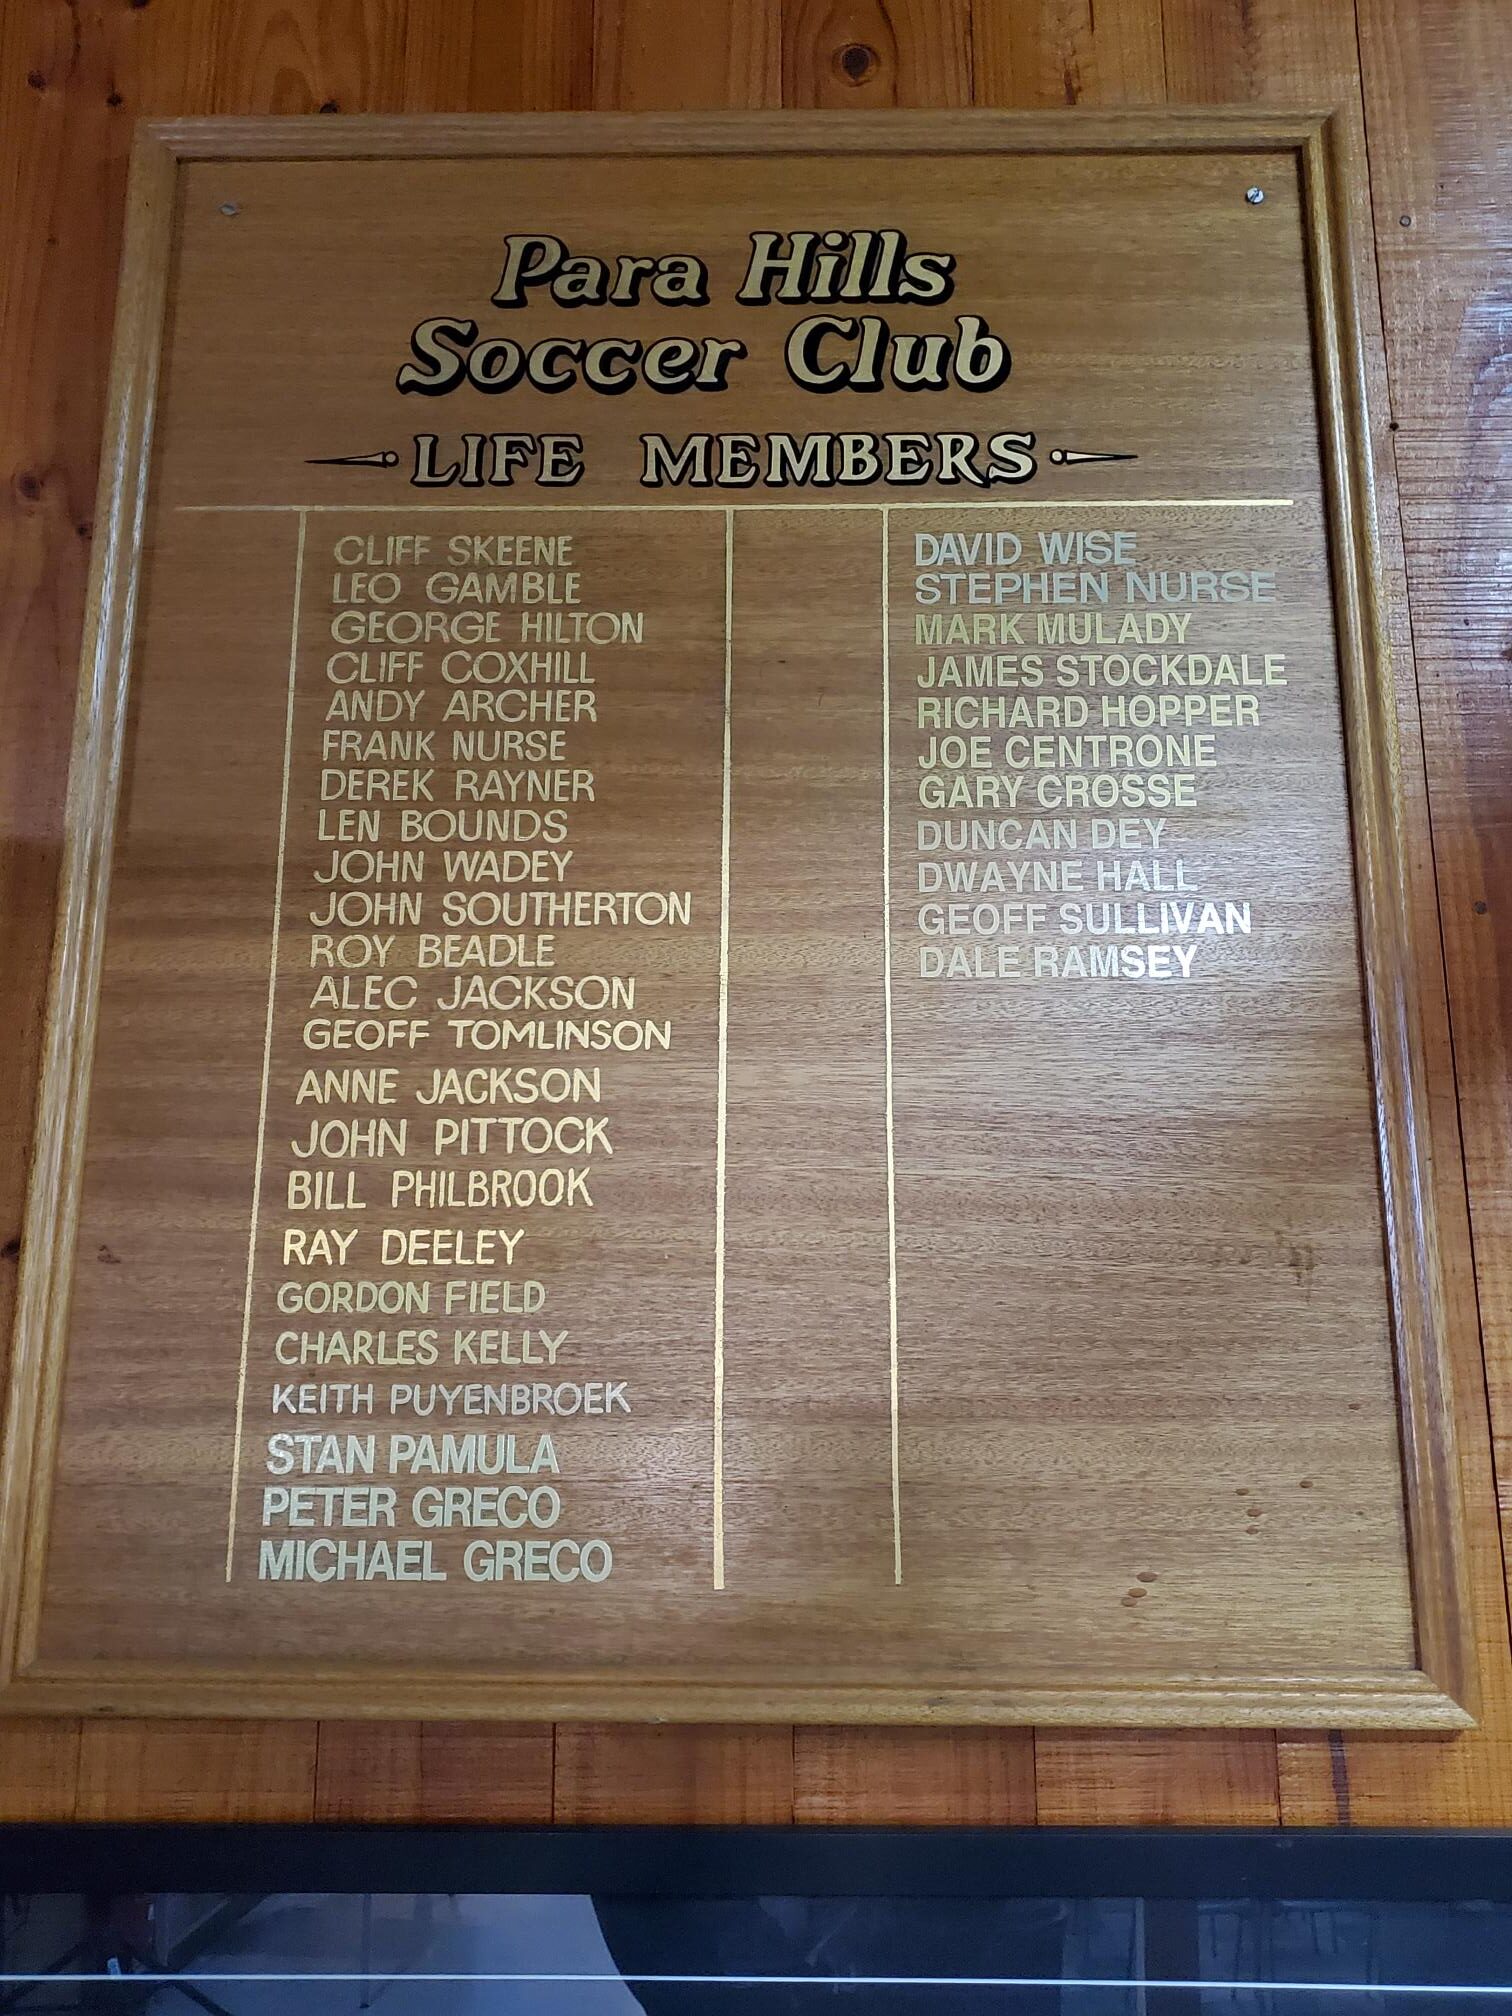 Para Hills
Soccer Club
LIFE MEMBERS
CLIFF SKEENE
LEO GAMBLE
GEORGE HILTON
CLIFF COXHILL
ANDY ARCHER
FRANK NURSE
DEREK RAYNER
LEN BOUNDS
JOHN WADEY
JOHN SOUTHERTON
ROY BEADLE
ALEC JACKSON
GEOFF TOMLINSON
ANNE JACKSON
JOHN PITTOCK
BILL PHILBROOK
RAY DEELEY
GORDON FIELD
CHARLES KELLY
KEITH PUYENBROEK
STAN PAMULA
PETER GRECO
MICHAEL GRECO
DAVID WISE
STEPHEN NURSE
MARK MULADY
JAMES STOCKDALE
RICHARD HOPPER
JOE CENTRONE
GARY CROSSE
DUNCAN DEY
DWAYNE HALL
GEOFF SULLIVAN
DALE RAMSEY